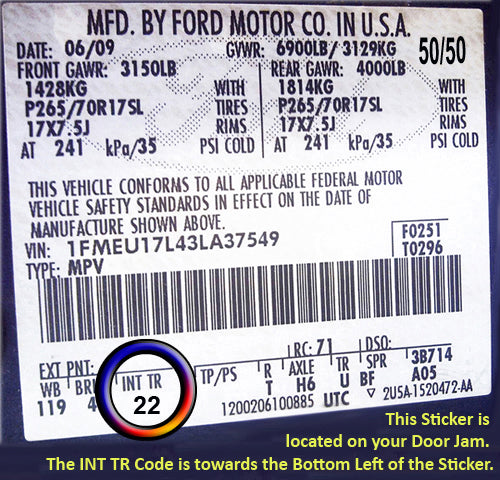 MFD. BY FORD MOTOR CO. IN U.S.A.
DATE: 06/09 GVWR: 6900LB/ 3129KG 50/50
FRONT GAWR: 3150LB REAR GAWR: 4000LB
1428KG WITH 1814KG WITH
P265/70R17SL TIRES P265/70R17SL TIRES
17X7.5J RIMS 17X7.5J RIMS
AT 241 kPa/35 PSI COLD AT 241 kPa/35 PSI COLD
THIS VEHICLE CONFORMS TO ALL APPLICABLE FEDERAL MOTOR
VEHICLE SAFETY STANDARDS IN EFFECT ON THE DATE OF
MANUFACTURE SHOWN ABOVE.
VIN: 1FMEU17L43LA37549 F0251
TYPE: MPV T0296
EXT PNT: RC: 71 DSO:
WB BR INT TR TP/PS R AXLE TR SPR 3B714
119 4 22 T H6 U BF A05
1200206100885 UTC ▽ 2U5A-1520472-AA
This Sticker is
located on your Door Jam.
The INT TR Code is towards the Bottom Left of the Sticker.